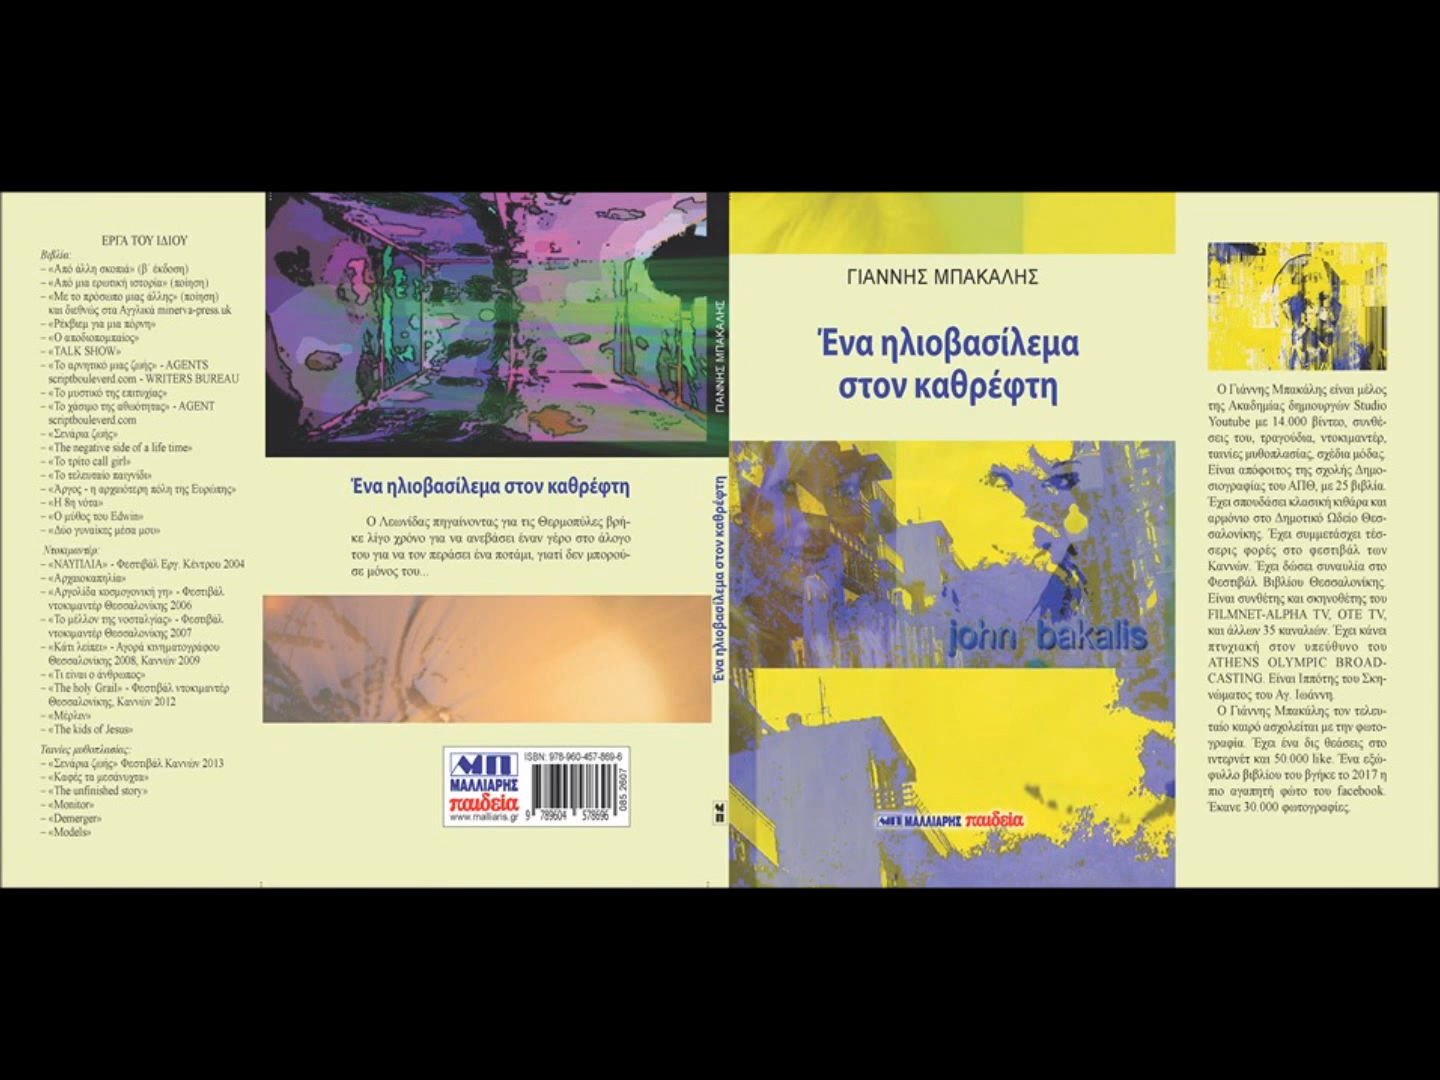 ΕΡΓΑ ΤΟΥ ΙΔΙΟΥ
Βιβλία:
– «Από άλλη σκοπιά» (β΄ έκδοση)
– «Από μια ερωτική ιστορία» (ποίηση)
– «Με το πρόσωπο μιας άλλης» (ποίηση)
και διεθνώς στα Αγγλικά minerva-press.uk
– «Ρέκβιεμ για μια πόρνη»
– «Ο αποδιοπομπαίος»
– «TALK SHOW»
– «Το αρνητικό μιας ζωής» - AGENTS
scriptbouleverd.com - WRITERS BUREAU
– «Το μυστικό της επιτυχίας»
– «Το χάσιμο της αθωότητας» - AGENT
scriptbouleverd.com
– «Σενάρια ζωής»
– «The negative side of a life time»
– «Το τρίτο call girl»
– «Το τελευταίο παιγνίδι»
– «Άργος - η αρχαιότερη πόλη της Ευρώπης»
– «Η 8η νότα»
– «Ο μύθος του Edwin»
– «Δύο γυναίκες μέσα μου»
Ντοκιμαντέρ:
– «ΝΑΥΠΛΙΑ» - Φεστιβάλ Εργ. Κέντρου 2004
– «Αρχαιοκαπηλία»
– «Αργολίδα κοσμογονική γη» - Φεστιβάλ
ντοκιμαντέρ Θεσσαλονίκης 2006
– «Το μέλλον της νοσταλγίας» - Φεστιβάλ
ντοκιμαντέρ Θεσσαλονίκης 2007
– «Κάτι λείπει» - Αγορά κινηματογράφου
Θεσσαλονίκης 2008, Καννών 2009
– «Τι είναι ο άνθρωπος»
– «The holy Grail» - Φεστιβάλ ντοκιμαντέρ
Θεσσαλονίκης, Καννών 2012
– «Μέρλιν»
– «The kids of Jesus»
Ταινίες μυθοπλασίας:
– «Σενάρια ζωής» Φεστιβάλ Καννών 2013
– «Καφές τα μεσάνυχτα»
– «The unfinished story»
– «Monitor»
– «Demerger»
– «Models»
Ένα ηλιοβασίλεμα στον καθρέφτη
Ο Λεωνίδας πηγαίνοντας για τις Θερμοπύλες βρή-
κε λίγο χρόνο για να ανεβάσει έναν γέρο στο άλογο
του για να τον περάσει ένα ποτάμι, γιατί δεν μπορού-
σε μόνος του...
ΜΠ
ΜΑΛΛΙΑΡΗΣ
παιδεία
www.malliaris.gr
ISBN: 978-960-457-869-6
9 789604 578696
085.2607
ΓΙΑΝΝΗΣ ΜΠΑΚΑΛΗΣ
Ένα ηλιοβασίλεμα στον καθρέφτη
ΓΙΑΝΝΗΣ ΜΠΑΚΑΛΗΣ
Ένα ηλιοβασίλεμα
στον καθρέφτη
john bakalis
ΜΠ ΜΑΛΛΙΑΡΗΣ παιδεία
Ο Γιάννης Μπακάλης είναι μέλος
της Ακαδημίας δημιουργών Studio
Youtube με 14.000 βίντεο, συνθέ-
σεις του, τραγούδια, ντοκιμαντέρ,
ταινίες μυθοπλασίας, σχέδια μόδας.
Είναι απόφοιτος της σχολής Δημο-
σιογραφίας του ΑΠΘ, με 25 βιβλία.
Έχει σπουδάσει κλασική κιθάρα και
αρμόνιο στο Δημοτικό Ωδείο Θεσ-
σαλονίκης. Έχει συμμετάσχει τέσ-
σερις φορές στο φεστιβάλ των
Καννών. Έχει δώσει συναυλία στο
Φεστιβάλ Βιβλίου Θεσσαλονίκης.
Είναι συνθέτης και σκηνοθέτης του
FILMNET-ALPHA TV, OTE TV,
και άλλων 35 καναλιών. Έχει κάνει
πτυχιακή στον υπεύθυνο του
ATHENS OLYMPIC BROAD-
CASTING. Είναι Ιππότης του Σκη-
νώματος του Αγ. Ιωάννη.
Ο Γιάννης Μπακάλης τον τελευ-
ταίο καιρό ασχολείται με την φωτο-
γραφία. Έχει ένα δις θεάσεις στο
ιντερνέτ και 50.000 like. Ένα εξώ-
φυλλο βιβλίου του βγήκε το 2017 η
πιο αγαπητή φώτο του facebook.
Έκανε 30.000 φωτογραφίες.